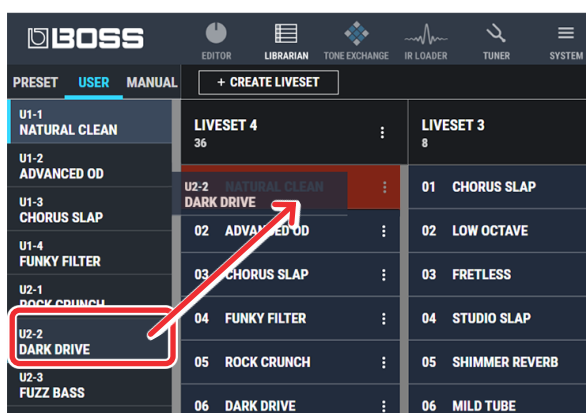 BOSS
EDITOR
LIBRARIAN
TONE EXCHANGE
IR LOADER
TUNER
SYSTEM
PRESET USER MANUAL
+ CREATE LIVESET
U1-1
NATURAL CLEAN
U1-2
ADVANCED OD
U1-3
CHORUS SLAP
U1-4
FUNKY FILTER
U2-1
ROCK CRUNCH
U2-2
DARK DRIVE
U2-3
FUZZ BASS
LIVESET 4
36
U2-2
DARK DRIVE
NATURAL CLEAN
02 ADVANCED OD
03 CHORUS SLAP
04 FUNKY FILTER
05 ROCK CRUNCH
06 DARK DRIVE
LIVESET 3
8
01 CHORUS SLAP
02 LOW OCTAVE
03 FRETLESS
04 STUDIO SLAP
05 SHIMMER REVERB
06 MILD TUBE